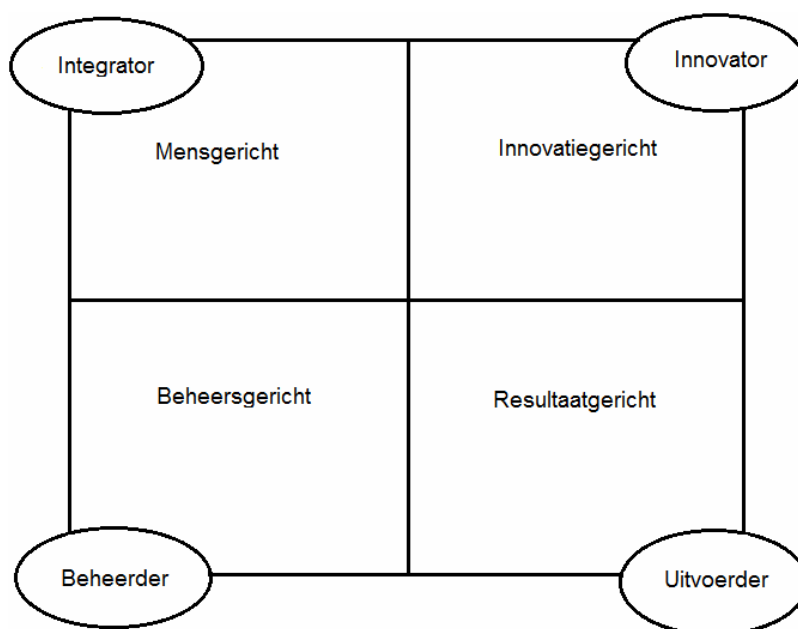 Integrator
Innovator
Mensgericht
Innovatiegericht
Beheersgericht
Resultaatgericht
Beheerder
Uitvoerder